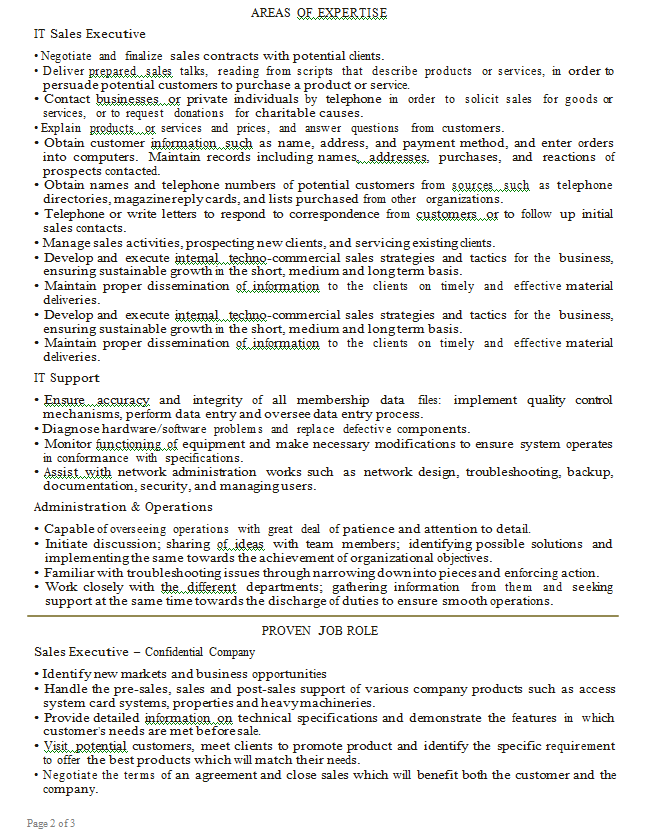 AREAS OF EXPERTISE
IT Sales Executive
• Negotiate and finalize sales contracts with potential clients.
• Deliver prepared sales talks, reading from scripts that describe products or services, in order to
persuade potential customers to purchase a product or service.
• Contact businesses or private individuals by telephone in order to solicit sales for goods or
services, or to request donations for charitable causes.
• Explain products or services and prices, and answer questions from customers.
• Obtain customer information such as name, address, and payment method, and enter orders
into computers. Maintain records including names, addresses, purchases, and reactions of
prospects contacted.
• Obtain names and telephone numbers of potential customers from sources such as telephone
directories, magazine reply cards, and lists purchased from other organizations.
• Telephone or write letters to respond to correspondence from customers or to follow up initial
sales contacts.
• Manage sales activities, prospecting new clients, and servicing existing clients.
• Develop and execute internal techno-commercial sales strategies and tactics for the business,
ensuring sustainable growth in the short, medium and long term basis.
• Maintain proper dissemination of information to the clients on timely and effective material
deliveries.
• Develop and execute internal techno-commercial sales strategies and tactics for the business,
ensuring sustainable growth in the short, medium and long term basis.
• Maintain proper dissemination of information to the clients on timely and effective material
deliveries.
IT Support
• Ensure accuracy and integrity of all membership data files: implement quality control
mechanisms, perform data entry and oversee data entry process.
• Diagnose hardware/software problems and replace defective components.
• Monitor functioning of equipment and make necessary modifications to ensure system operates
in conformance with specifications.
• Assist with network administration works such as network design, troubleshooting, backup,
documentation, security, and managing users.
Administration & Operations
• Capable of overseeing operations with great deal of patience and attention to detail.
• Initiate discussion; sharing of ideas with team members; identifying possible solutions and
implementing the same towards the achievement of organizational objectives.
• Familiar with troubleshooting issues through narrowing down into pieces and enforcing action.
• Work closely with the different departments; gathering information from them and seeking
support at the same time towards the discharge of duties to ensure smooth operations.
PROVEN JOB ROLE
Sales Executive – Confidential Company
• Identify new markets and business opportunities
• Handle the pre-sales, sales and post-sales support of various company products such as access
system card systems, properties and heavy machineries.
• Provide detailed information on technical specifications and demonstrate the features in which
customer's needs are met before sale.
• Visit potential customers, meet clients to promote product and identify the specific requirement
to offer the best products which will match their needs.
• Negotiate the terms of an agreement and close sales which will benefit both the customer and the
company.
Page 2 of 3